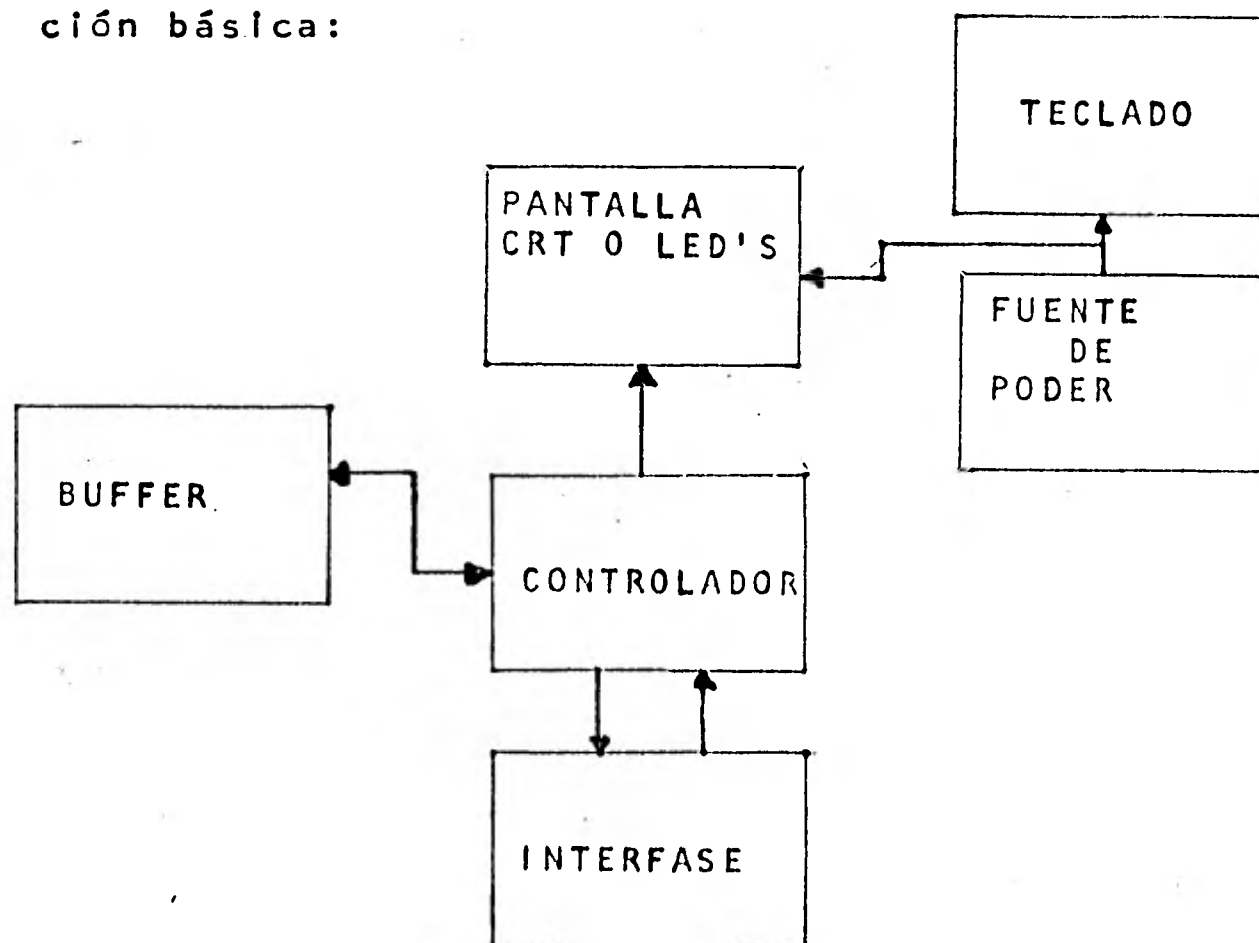 ción básica:
TECLADO
PANTALLA
CRT O LED'S
FUENTE
DE
PODER
BUFFER
CONTROLADOR
INTERFASE